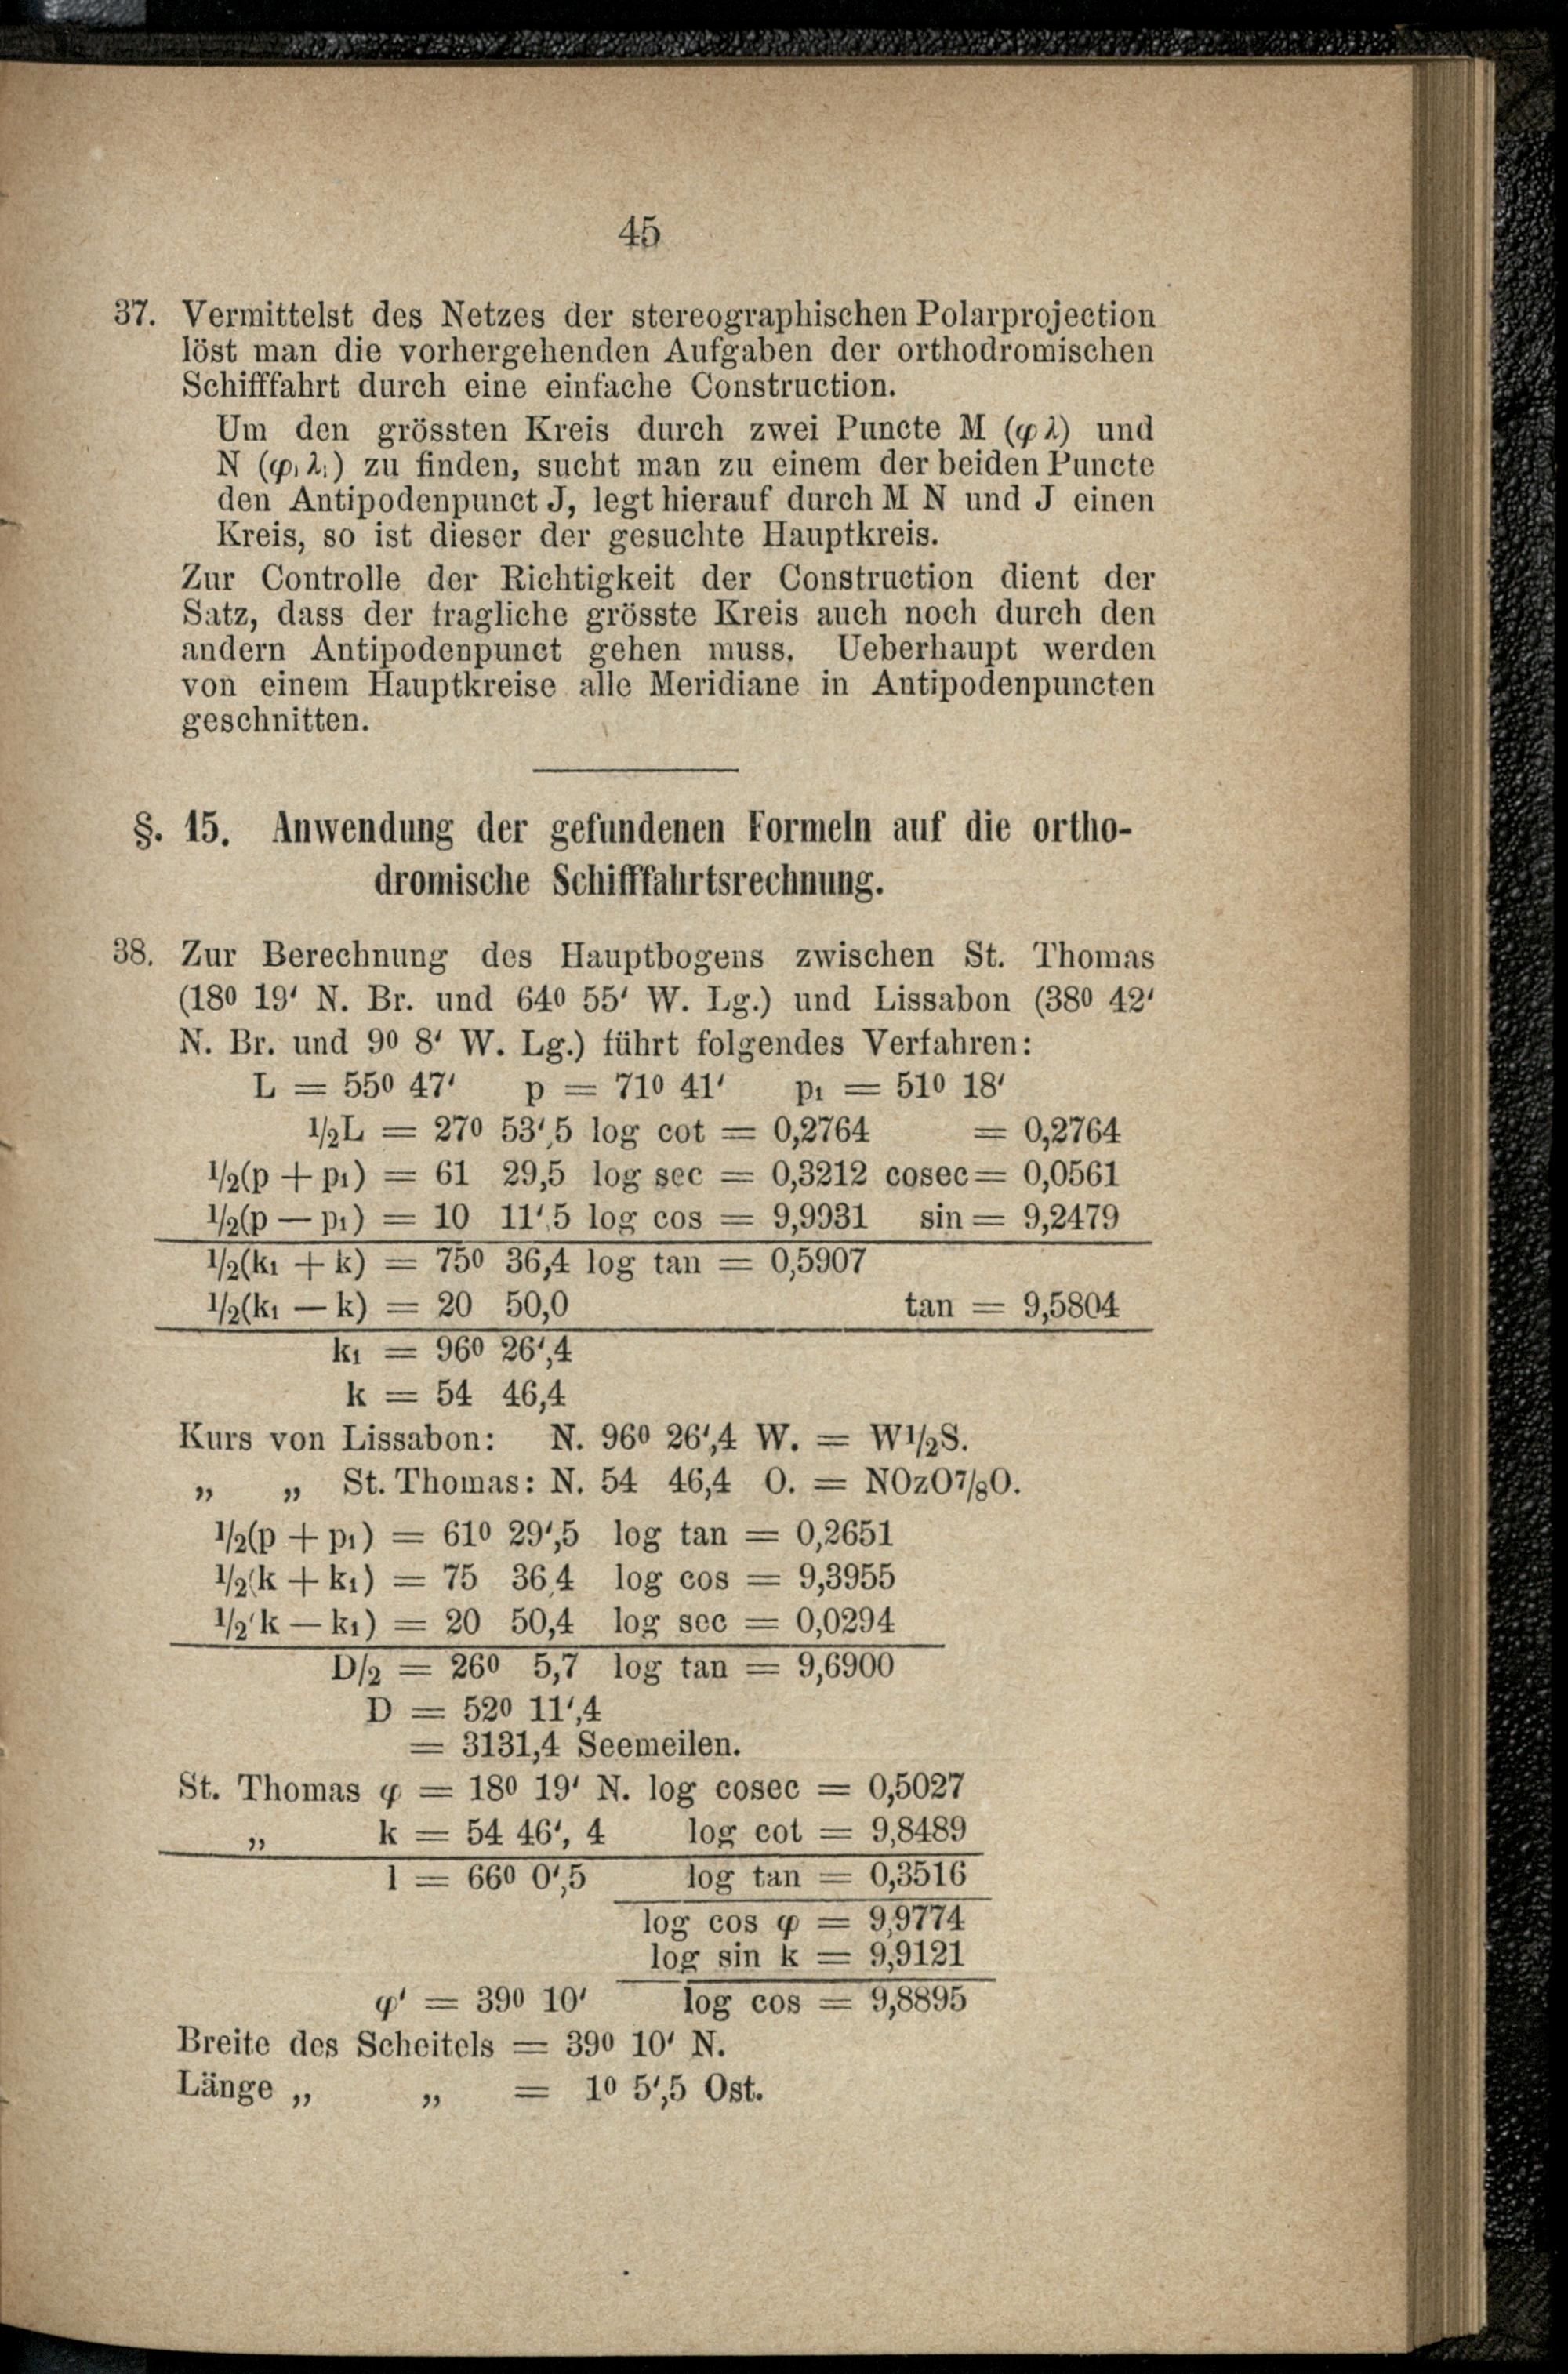 45
37. Vermittelst des Netzes der stereographischen Polarprojection
löst man die vorhergehenden Aufgaben der orthodromischen
Schifffahrt durch eine einfache Construction.
Um den grössten Kreis durch zwei Puncte M (φ λ) und
N (φ₁ λ₁) zu finden, sucht man zu einem der beiden Puncte
den Antipodenpunct J, legt hierauf durch M N und J einen
Kreis, so ist dieser der gesuchte Hauptkreis.
Zur Controlle der Richtigkeit der Construction dient der
Satz, dass der fragliche grösste Kreis auch noch durch den
andern Antipodenpunct gehen muss. Ueberhaupt werden
von einem Hauptkreise alle Meridiane in Antipodenpuncten
geschnitten.
§. 15. Anwendung der gefundenen Formeln auf die ortho-
dromische Schifffahrtsrechnung.
38. Zur Berechnung des Hauptbogens zwischen St. Thomas
(18⁰ 19′ N. Br. und 64⁰ 55′ W. Lg.) und Lissabon (38⁰ 42′
N. Br. und 9⁰ 8′ W. Lg.) führt folgendes Verfahren:
L = 55⁰ 47′ p = 71⁰ 41′ p₁ = 51⁰ 18′
1/2L = 27⁰ 53′,5 log cot = 0,2764 = 0,2764
1/2(p + p₁) = 61 29,5 log sec = 0,3212 cosec = 0,0561
1/2(p — p₁) = 10 11′,5 log cos = 9,9931 sin = 9,2479
1/2(k₁ + k) = 75⁰ 36,4 log tan = 0,5907
1/2(k₁ — k) = 20 50,0 tan = 9,5804
k₁ = 96⁰ 26′,4
k = 54 46,4
Kurs von Lissabon: N. 96⁰ 26′,4 W. = W1/2S.
„ „ St. Thomas: N. 54 46,4 O. = NOzO7/8O.
1/2(p + p₁) = 61⁰ 29′,5 log tan = 0,2651
1/2(k + k₁) = 75 36,4 log cos = 9,3955
1/2(k — k₁) = 20 50,4 log sec = 0,0294
D/2 = 26⁰ 5,7 log tan = 9,6900
D = 52⁰ 11′,4
= 3131,4 Seemeilen.
St. Thomas φ = 18⁰ 19′ N. log cosec = 0,5027
„ k = 54 46′, 4 log cot = 9,8489
l = 66⁰ 0′,5 log tan = 0,3516
log cos φ = 9,9774
log sin k = 9,9121
φ′ = 39⁰ 10′ log cos = 9,8895
Breite des Scheitels = 39⁰ 10′ N.
Länge „ „ = 1⁰ 5′,5 Ost.